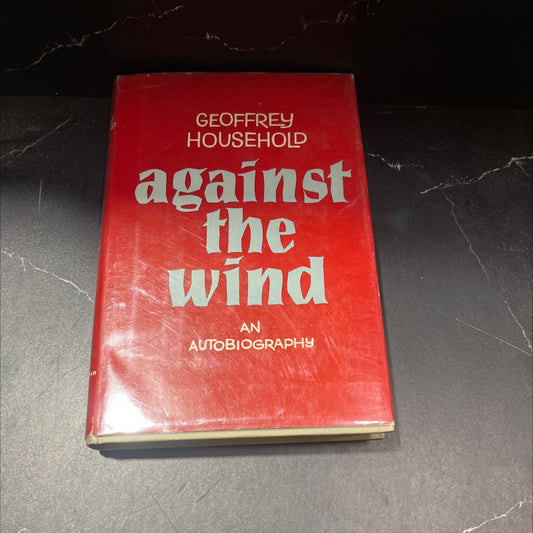 GEOFFREY
HOUSEHOLD
against
the
wind
AN
AUTOBIOGRAPHY